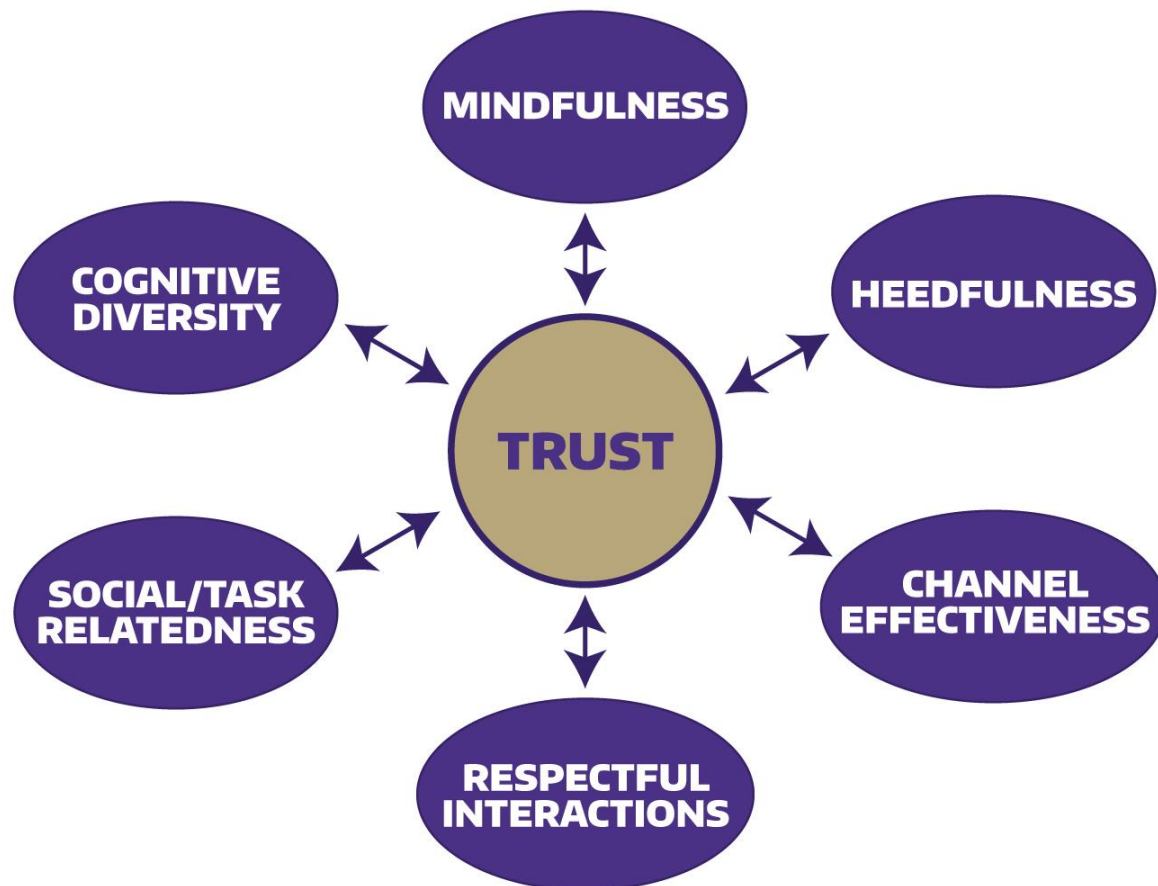 MINDFULNESS
COGNITIVE
DIVERSITY
HEEDFULNESS
TRUST
SOCIAL/TASK
RELATEDNESS
CHANNEL
EFFECTIVENESS
RESPECTFUL
INTERACTIONS